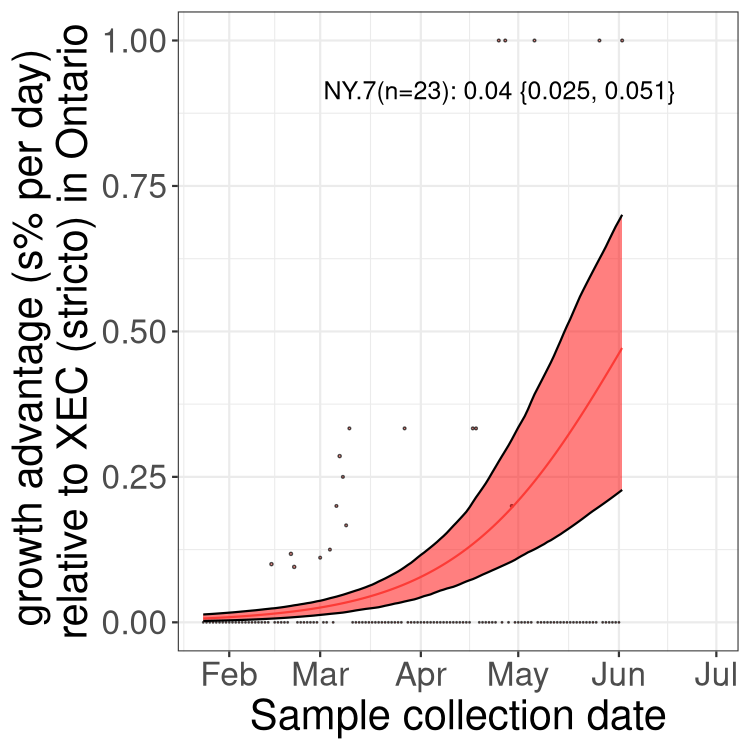 growth advantage (s% per day)
relative to XEC (stricto) in Ontario
1.00
0.75
0.50
0.25
0.00
NY.7(n=23): 0.04 {0.025, 0.051}
Feb Mar Apr May Jun Jul
Sample collection date